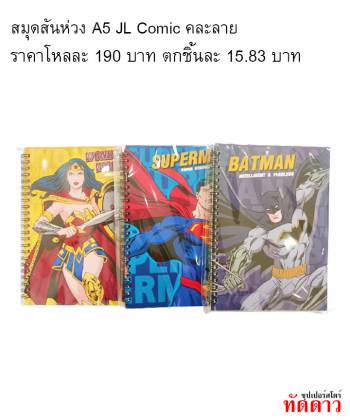 สมุดสันห่วง A5 JL Comic คละลาย
ราคาโหลละ 190 บาท ตกชิ้นละ 15.83 บาท
SUPERM
BATMAN
INTELLIGENT & FEARLESS
ซุปเปอร์สโตร์
ทัดดาว